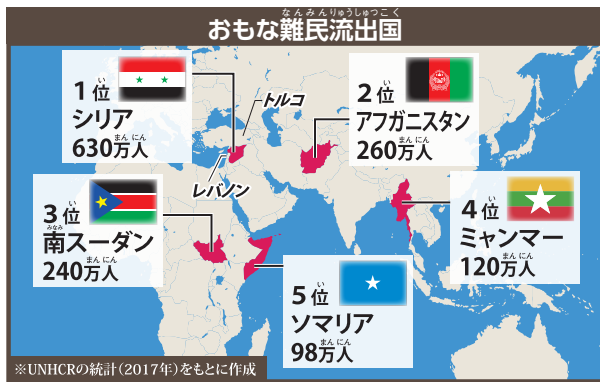 なんみんりゅうしゅつこく
おもな難民流出国
い
1位
シリア
まん にん
630万人
トルコ
レバノン
い
2位
アフガニスタン
まん にん
260万人
い
3位
みなみ
南スーダン
まん にん
240万人
い
4位
ミャンマー
まん にん
120万人
い
5位
ソマリア
まん にん
98万人
※UNHCRの統計（2017年）をもとに作成